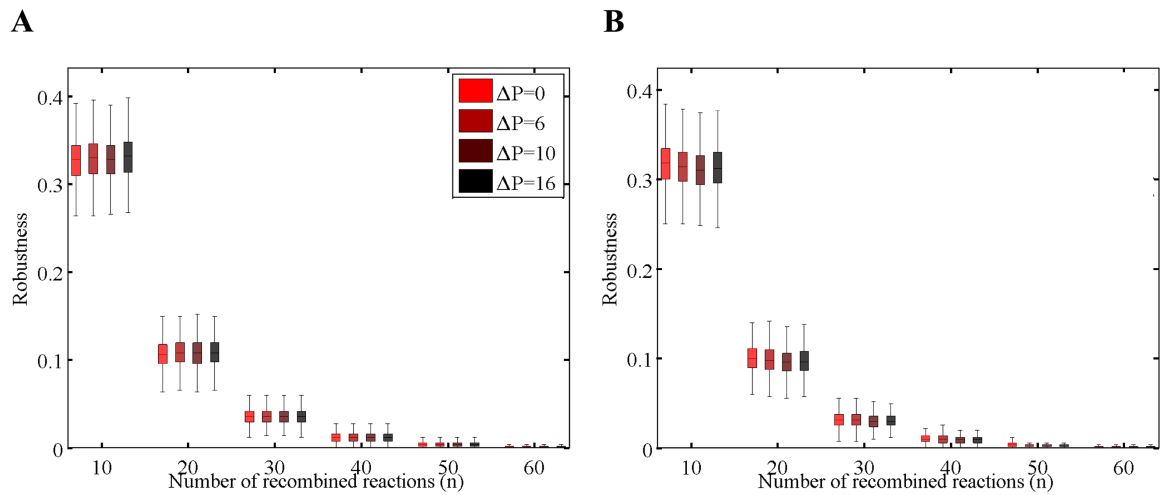 A
B
0.4
0.3
0.2
0.1
0
Robustness
ΔP=0
ΔP=6
ΔP=10
ΔP=16
10 20 30 40 50 60
Number of recombined reactions (n)
0.4
0.3
0.2
0.1
0
Robustness
10 20 30 40 50 60
Number of recombined reactions (n)